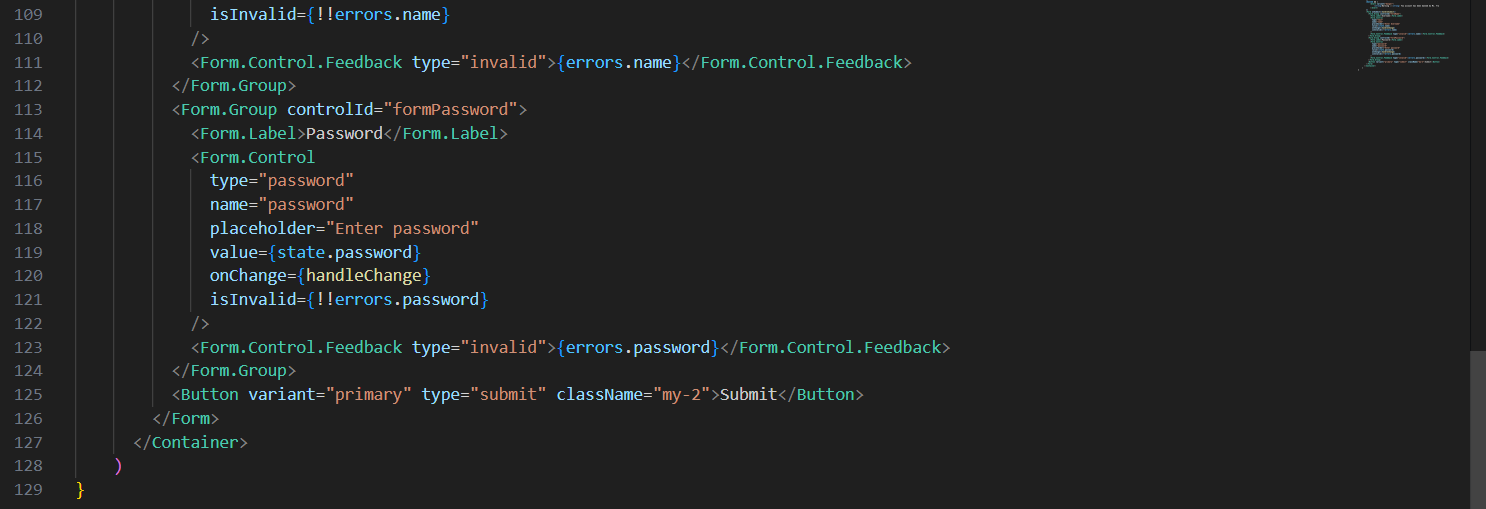 109 isInvalid={!!errors.name}
110 />
111 <Form.Control.Feedback type="invalid">{errors.name}</Form.Control.Feedback>
112 </Form.Group>
113 <Form.Group controlId="formPassword">
114 <Form.Label>Password</Form.Label>
115 <Form.Control
116 type="password"
117 name="password"
118 placeholder="Enter password"
119 value={state.password}
120 onChange={handleChange}
121 isInvalid={!!errors.password}
122 />
123 <Form.Control.Feedback type="invalid">{errors.password}</Form.Control.Feedback>
124 </Form.Group>
125 <Button variant="primary" type="submit" className="my-2">Submit</Button>
126 </Form>
127 </Container>
128 )
129 }